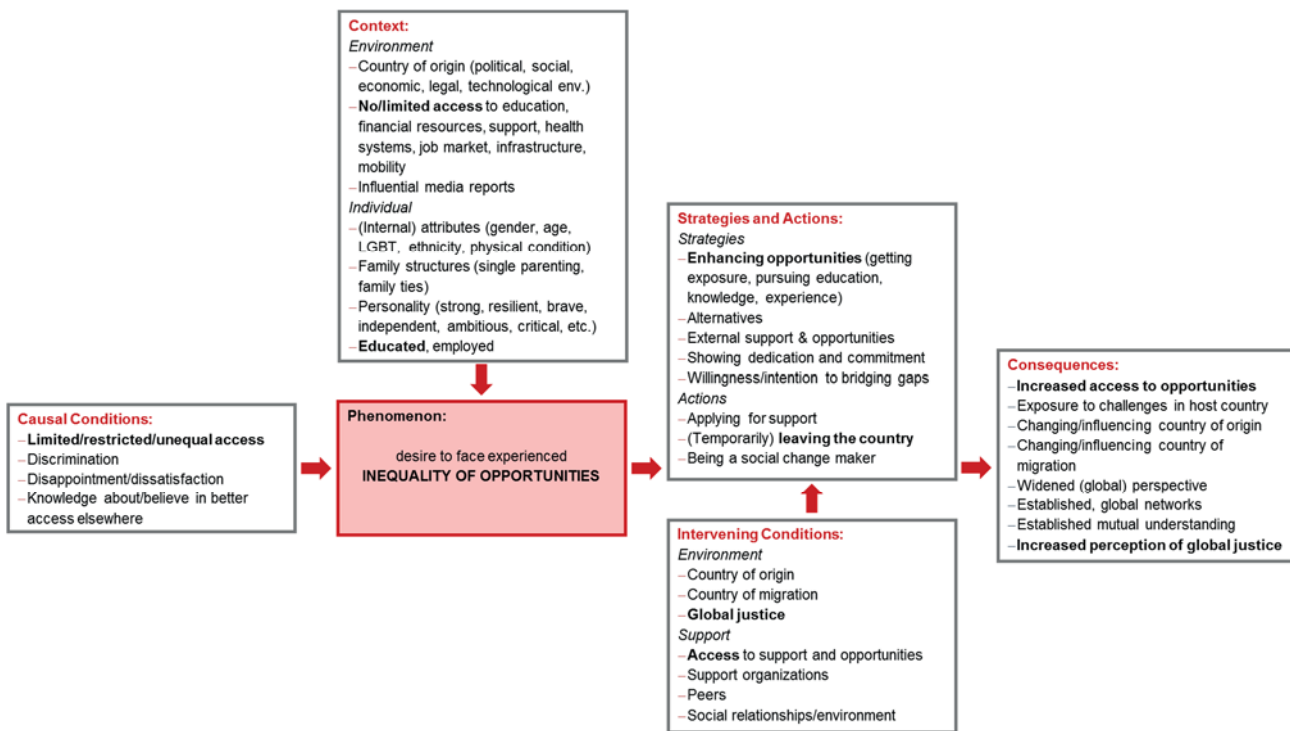 Context:
Environment
–Country of origin (political, social,
economic, legal, technological env.)
–No/limited access to education,
financial resources, support, health
systems, job market, infrastructure,
mobility
–Influential media reports
Individual
–(Internal) attributes (gender, age,
LGBT, ethnicity, physical condition)
–Family structures (single parenting,
family ties)
–Personality (strong, resilient, brave,
independent, ambitious, critical, etc.)
–Educated, employed
Causal Conditions:
–Limited/restricted/unequal access
–Discrimination
–Disappointment/dissatisfaction
–Knowledge about/believe in better
access elsewhere
Phenomenon:
desire to face experienced
INEQUALITY OF OPPORTUNITIES
Strategies and Actions:
Strategies
–Enhancing opportunities (getting
exposure, pursuing education,
knowledge, experience)
–Alternatives
–External support & opportunities
–Showing dedication and commitment
–Willingness/intention to bridging gaps
Actions
–Applying for support
–(Temporarily) leaving the country
–Being a social change maker
Intervening Conditions:
Environment
–Country of origin
–Country of migration
–Global justice
Support
–Access to support and opportunities
–Support organizations
–Peers
–Social relationships/environment
Consequences:
–Increased access to opportunities
–Exposure to challenges in host country
–Changing/influencing country of origin
–Changing/influencing country of
migration
–Widened (global) perspective
–Established, global networks
–Established mutual understanding
–Increased perception of global justice